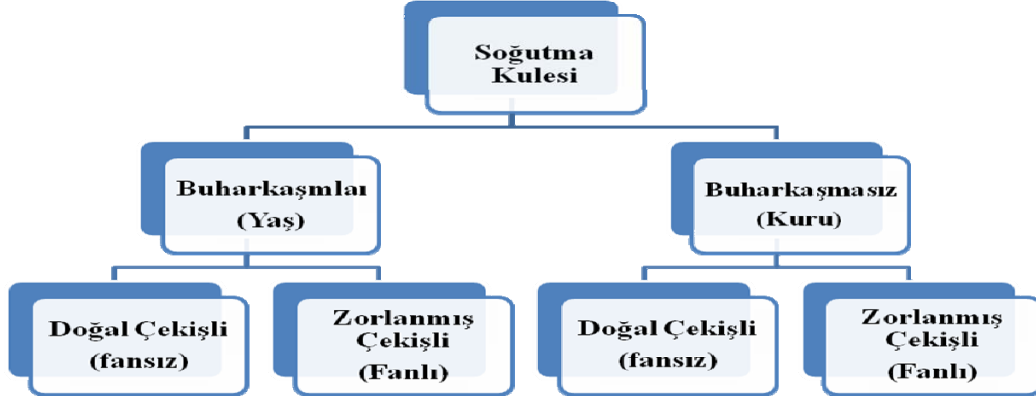 Soğutma
Kulesi
Buharkaşmlaı
(Yaş)
Buharkaşmasız
(Kuru)
Doğal Çekişli
(fansız)
Zorlanmış
Çekişli
(Fanlı)
Doğal Çekişli
(fansız)
Zorlanmış
Çekişli
(Fanlı)